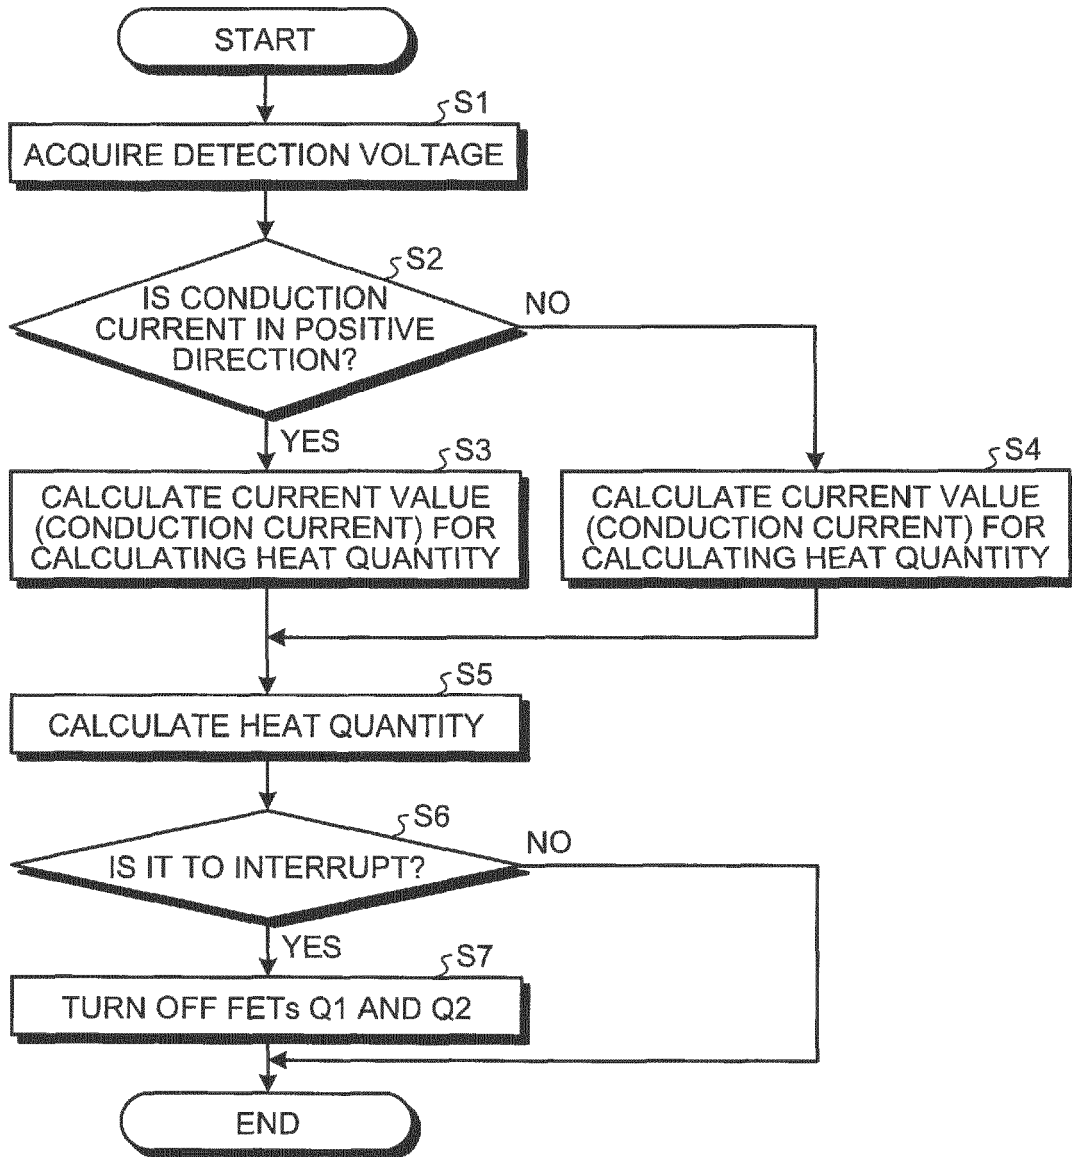 START
S1
ACQUIRE DETECTION VOLTAGE
S2
IS CONDUCTION
CURRENT IN POSITIVE
DIRECTION?
NO
YES
S3
CALCULATE CURRENT VALUE
(CONDUCTION CURRENT) FOR
CALCULATING HEAT QUANTITY
S4
CALCULATE CURRENT VALUE
(CONDUCTION CURRENT) FOR
CALCULATING HEAT QUANTITY
S5
CALCULATE HEAT QUANTITY
S6
IS IT TO INTERRUPT?
NO
YES
S7
TURN OFF FETs Q1 AND Q2
END